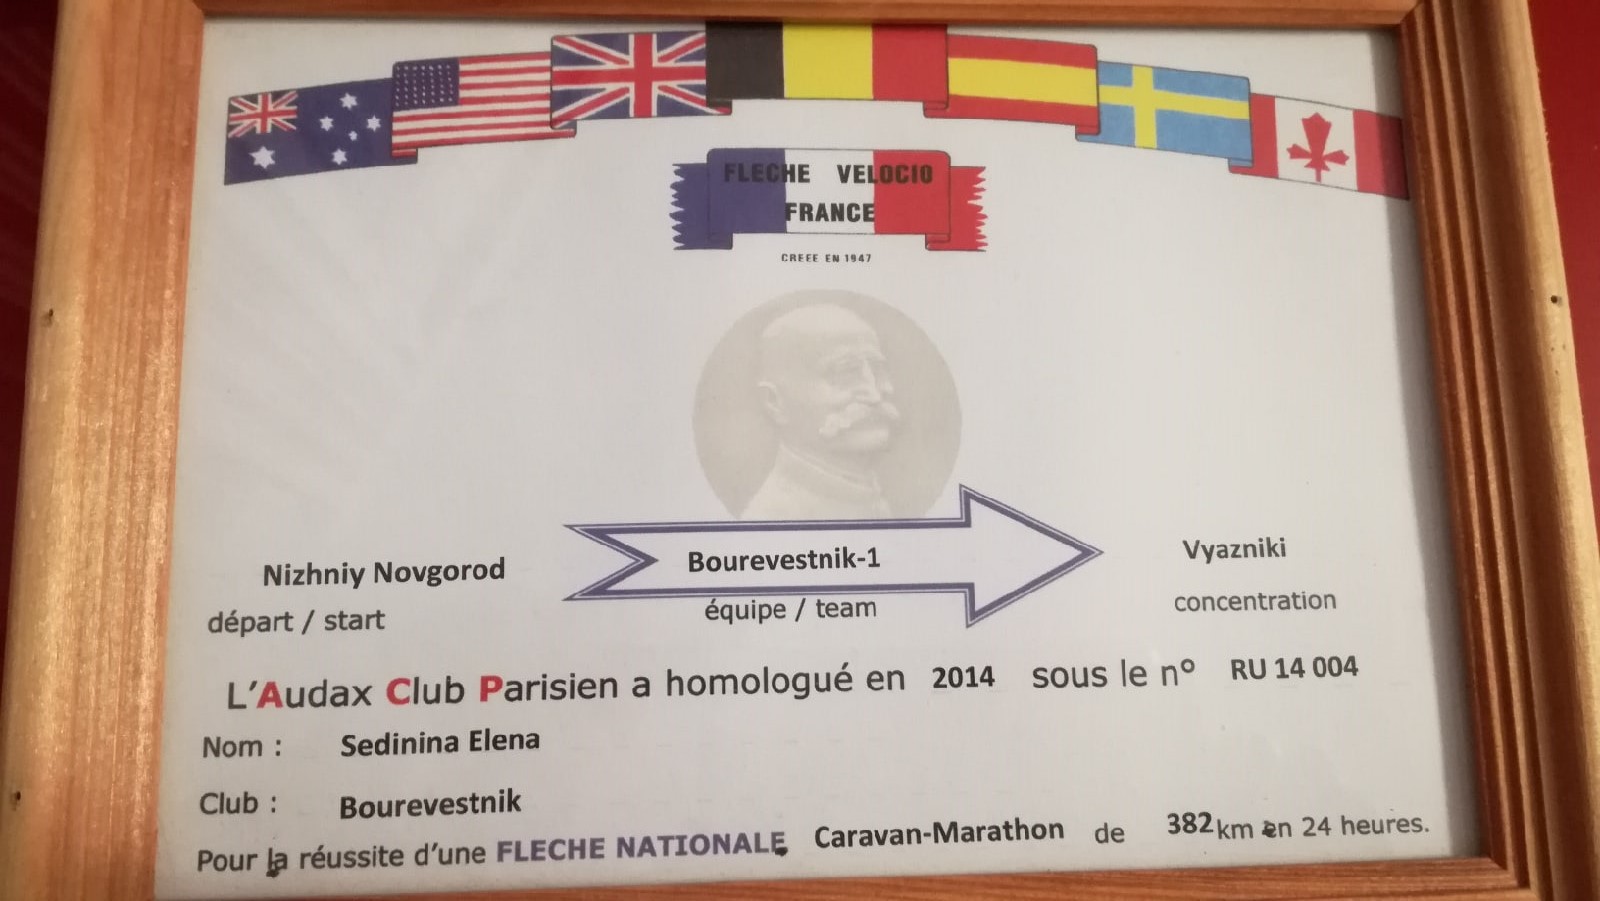 FLECHE VELOCIO
FRANCE
CREEE EN 1947
Nizhniy Novgorod
départ / start
Bourevestnik-1
équipe / team
Vyazniki
concentration
L'Audax Club Parisien a homologué en 2014 sous le n° RU 14 004
Nom : Sedinina Elena
Club : Bourevestnik
Pour la réussite d'une FLECHE NATIONALE Caravan-Marathon de 382 km en 24 heures.